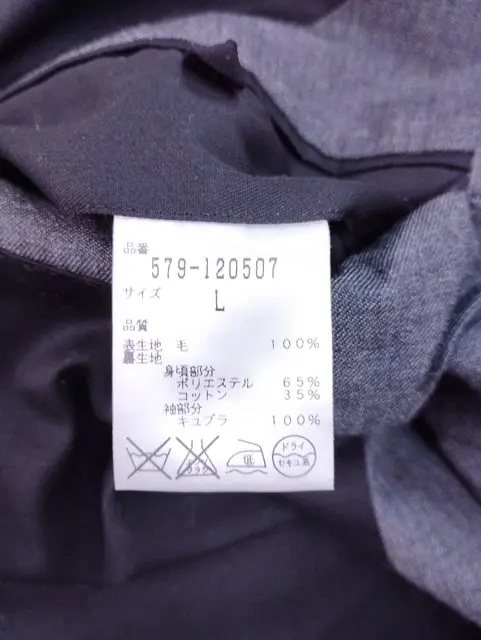 品番
579-120507
サイズ
L
品質
表生地 毛 100%
裏生地
身頃部分
ポリエステル 65%
コットン 35%
袖部分
キュプラ 100%
低
ドライ
セキユ系